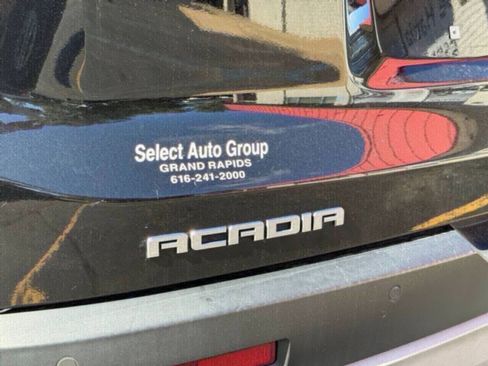 Select Auto Group
GRAND RAPIDS
616-241-2000
ACADIA